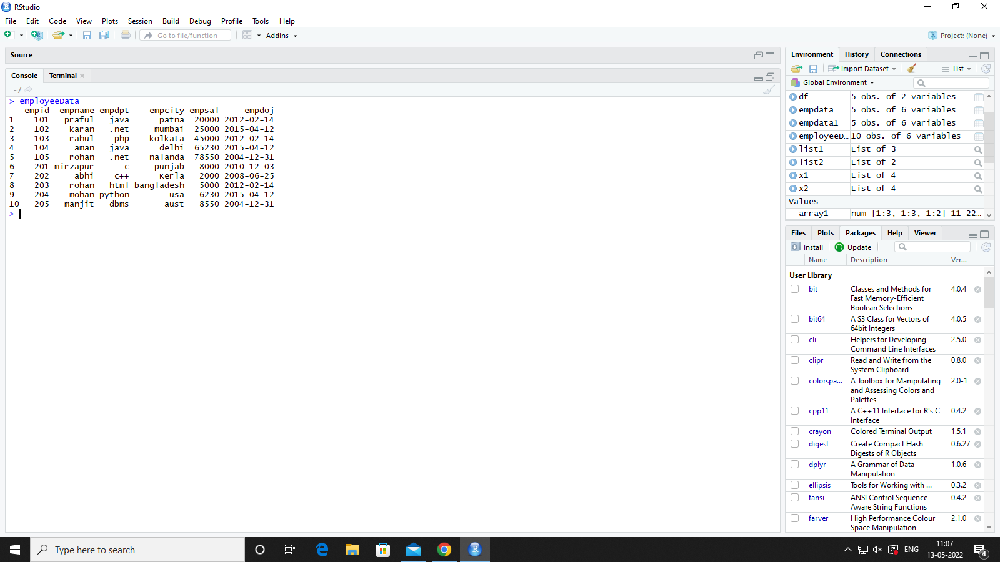 RStudio
File Edit Code View Plots Session Build Debug Profile Tools Help
Go to file/function Addins Project: (None)
Source
Console Terminal
~/
> employeeData
empid empname empdpt empcity empsal empdoj
1 101 praful java patna 20000 2012-02-14
2 102 karan .net mumbai 25000 2015-04-12
3 103 rahul php kolkata 45000 2012-02-14
4 104 aman java delhi 65230 2015-04-12
5 105 rohan .net nalanda 78550 2004-12-31
6 201 mirzapur c punjab 8000 2010-12-03
7 202 abhi c++ Kerla 2000 2008-06-25
8 203 rohan html bangladesh 5000 2012-02-14
9 204 mohan python usa 6230 2015-04-12
10 205 manjit dbms aust 8550 2004-12-31
>
Environment History Connections
Import Dataset List
Global Environment
df 5 obs. of 2 variables
empdata 5 obs. of 6 variables
empdata1 5 obs. of 6 variables
employeeD… 10 obs. of 6 variables
list1 List of 3
list2 List of 2
x1 List of 4
x2 List of 4
Values
array1 num [1:3, 1:3, 1:2] 11 22…
Files Plots Packages Help Viewer
Install Update
Name Description Ver...
User Library
bit Classes and Methods for 4.0.4
Fast Memory-Efficient
Boolean Selections
bit64 A S3 Class for Vectors of 4.0.5
64bit Integers
cli Helpers for Developing 2.5.0
Command Line Interfaces
clipr Read and Write from the 0.8.0
System Clipboard
colorspa... A Toolbox for Manipulating 2.0-1
and Assessing Colors and
Palettes
cpp11 A C++11 Interface for R's C 0.4.2
Interface
crayon Colored Terminal Output 1.5.1
digest Create Compact Hash 0.6.27
Digests of R Objects
dplyr A Grammar of Data 1.0.6
Manipulation
ellipsis Tools for Working with ... 0.3.2
fansi ANSI Control Sequence 0.4.2
Aware String Functions
farver High Performance Colour 2.1.0
Space Manipulation
Type here to search
ENG
11:07
13-05-2022
4